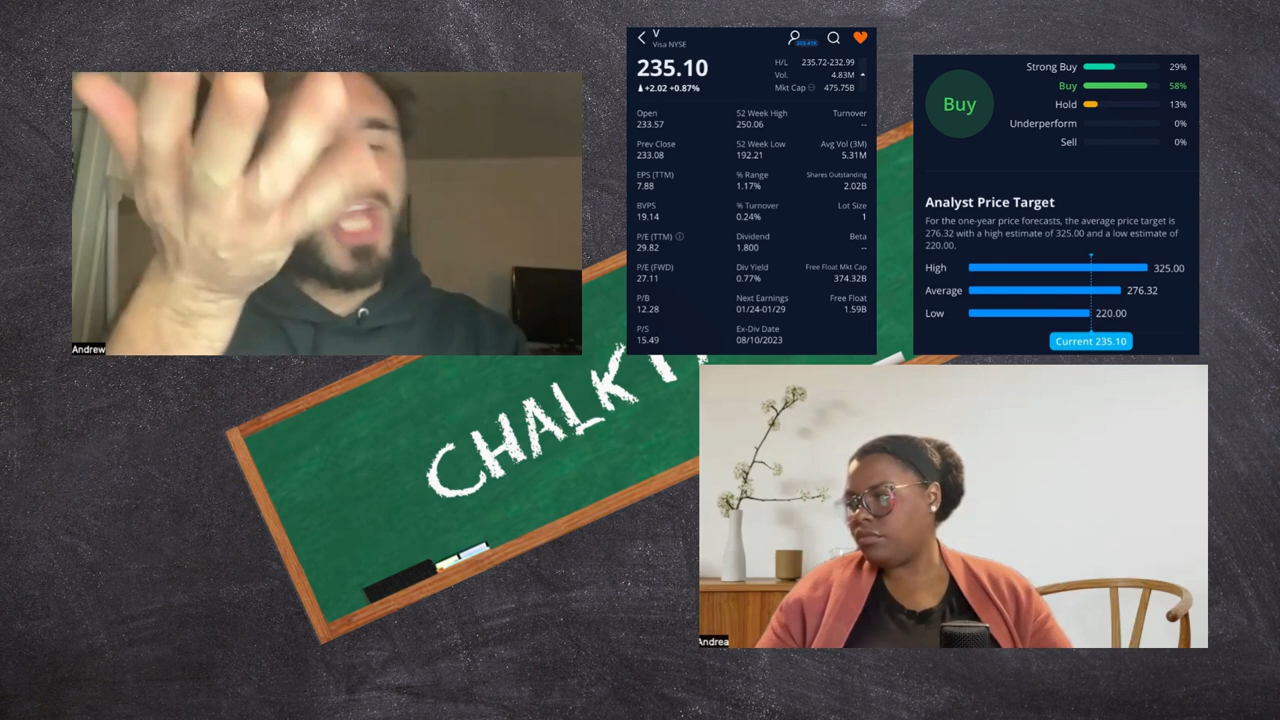 V
Visa NYSE
203.41K
235.10
+2.02 +0.87%
H/L 235.72-232.99
Vol. 4.83M
Mkt Cap 475.75B
Open 52 Week High Turnover
233.57 250.06 --
Prev Close 52 Week Low Avg Vol (3M)
233.08 192.21 5.31M
EPS (TTM) % Range Shares Outstanding
7.88 1.17% 2.02B
BVPS % Turnover Lot Size
19.14 0.24% 1
P/E (TTM) Dividend Beta
29.82 1.800 --
P/E (FWD) Div Yield Free Float Mkt Cap
27.11 0.77% 374.32B
P/B Next Earnings Free Float
12.28 01/24-01/29 1.59B
P/S Ex-Div Date
15.49 08/10/2023
Buy
Strong Buy 29%
Buy 58%
Hold 13%
Underperform 0%
Sell 0%
Analyst Price Target
For the one-year price forecasts, the average price target is
276.32 with a high estimate of 325.00 and a low estimate of
220.00.
High 325.00
Average 276.32
Low 220.00
Current 235.10
Andrew
CHALK
Andrea